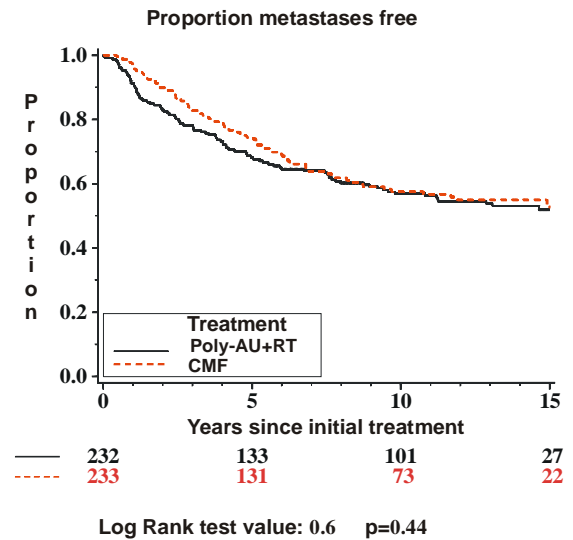 Proportion metastases free
Proportion
1.0
0.8
0.6
0.4
0.2
0.0
Treatment
Poly-AU+RT
CMF
0 5 10 15
Years since initial treatment
232 133 101 27
233 131 73 22
Log Rank test value: 0.6 p=0.44